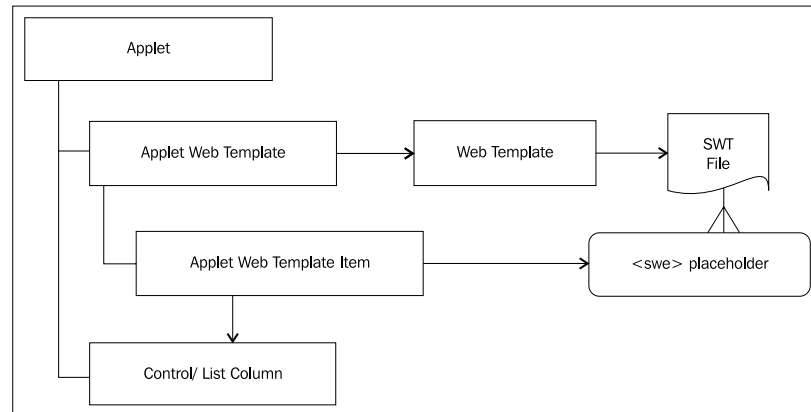 Applet
Applet Web Template
Web Template
SWT
File
Applet Web Template Item
<swe> placeholder
Control/ List Column